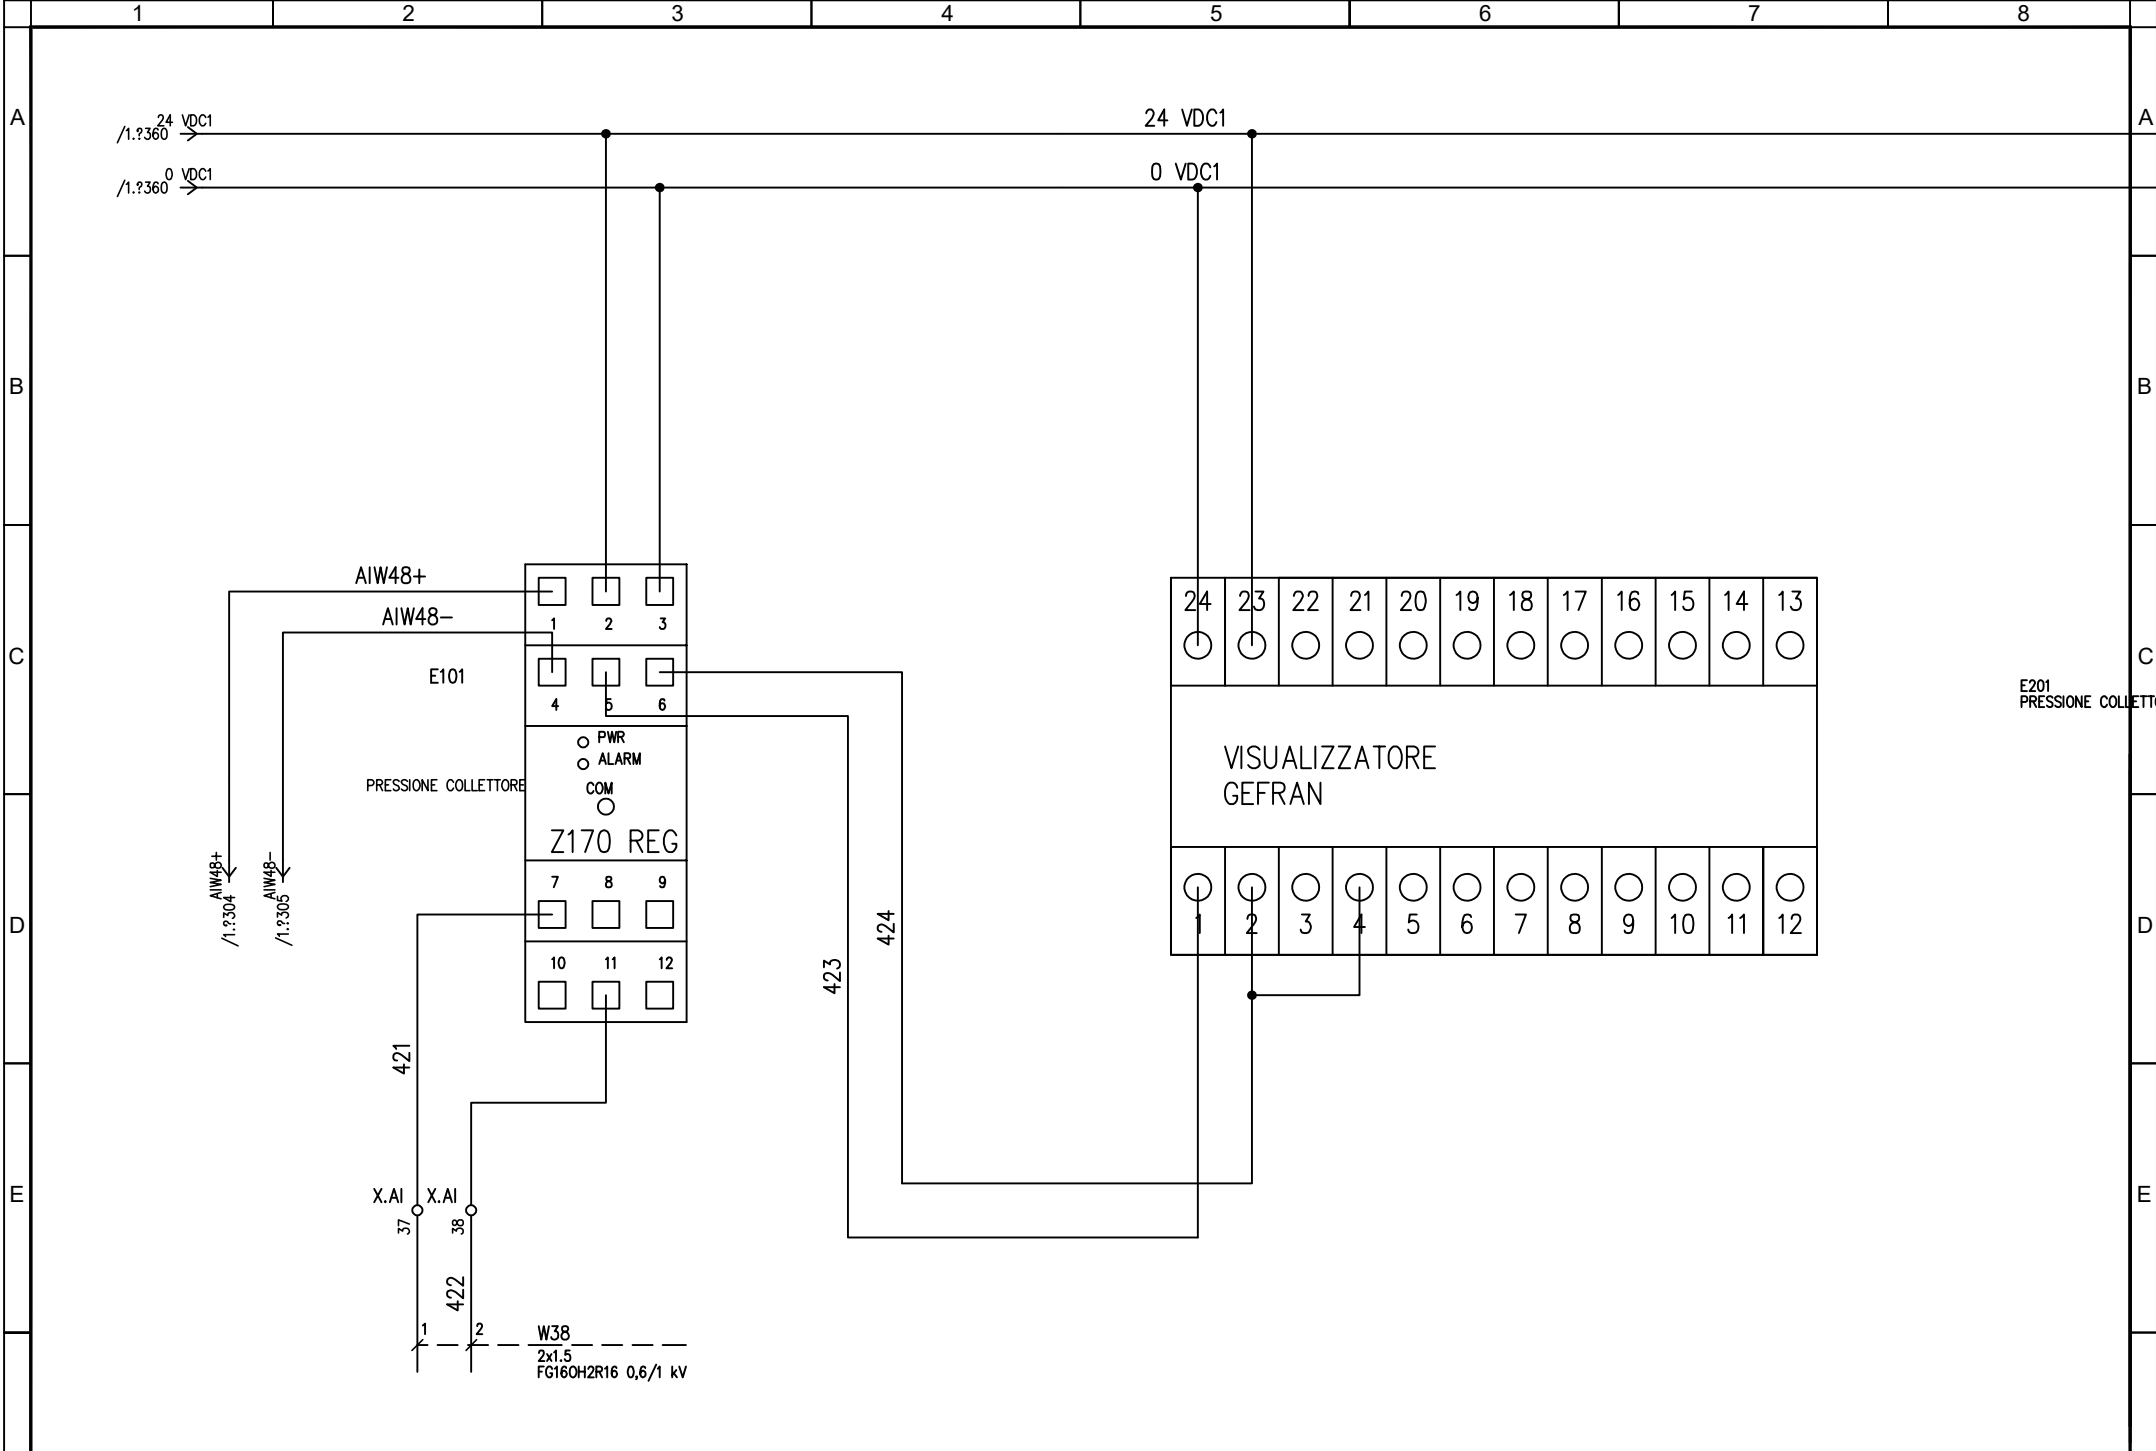 1 2 3 4 5 6 7 8
A A
24 VDC1
/1.?360
24 VDC1
0 VDC1
/1.?360
0 VDC1
B B
AIW48+
AIW48-
1 2 3
24 23 22 21 20 19 18 17 16 15 14 13
C C
E101
4 5 6
E201
PRESSIONE COLLETTO
PWR
ALARM
COM
PRESSIONE COLLETTORE
Z170 REG
VISUALIZZATORE
GEFRAN
AIW48+
/1.?304
AIW48-
/1.?305
7 8 9
D D
1 2 3 4 5 6 7 8 9 10 11 12
424
423
10 11 12
421
E E
X.AI X.AI
37 38
422
1 2
W38
2x1.5
FG16OH2R16 0,6/1 kV